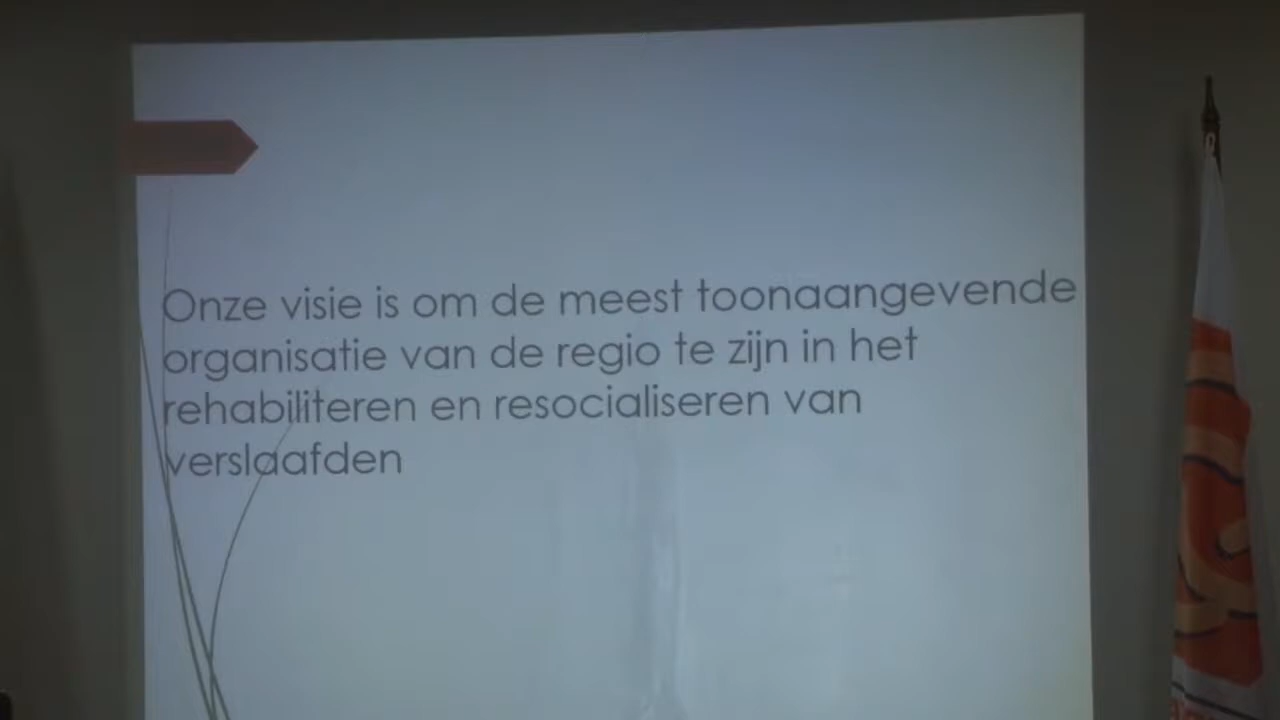 Onze visie is om de meest toonaangevende
organisatie van de regio te zijn in het
rehabiliteren en resocialiseren van
verslaafden